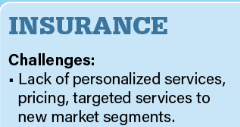 INSURANCE
Challenges:
• Lack of personalized services,
pricing, targeted services to
new market segments.